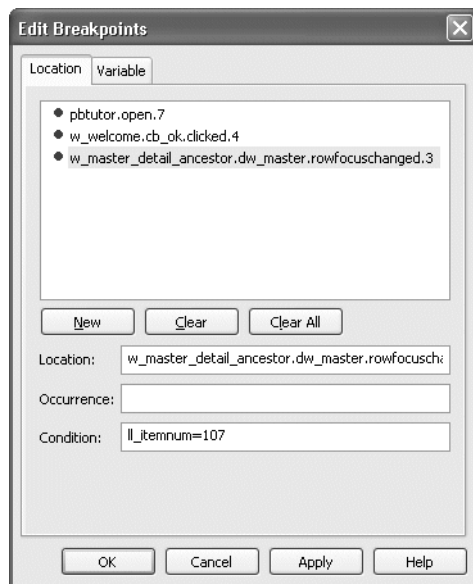 Edit Breakpoints
Location Variable
pbtutor.open.7
w_welcome.cb_ok.clicked.4
w_master_detail_ancestor.dw_master.rowfocuschanged.3
New Clear Clear All
Location: w_master_detail_ancestor.dw_master.rowfocuscha
Occurrence:
Condition: ll_itemnum=107
OK Cancel Apply Help